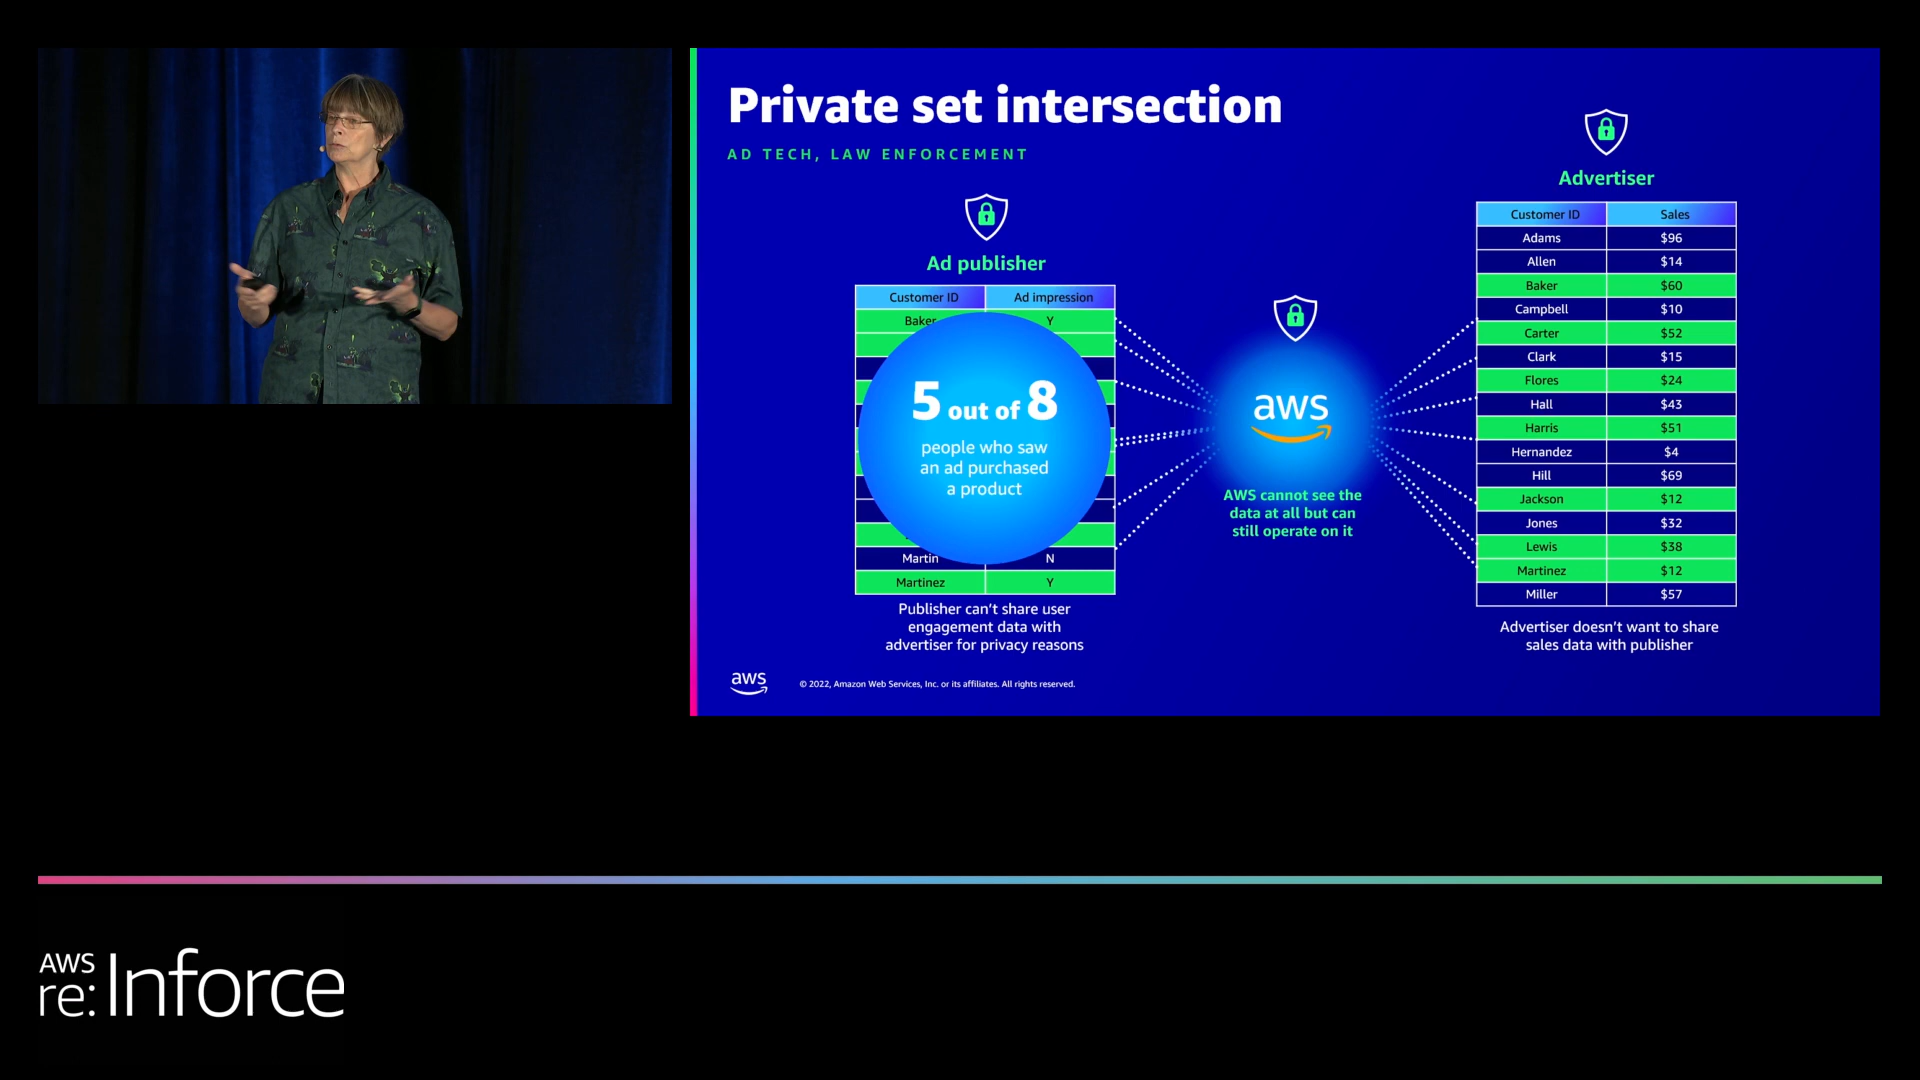 Private set intersection
AD TECH, LAW ENFORCEMENT
Ad publisher
Customer ID Ad impression
Baker Y
5 out of 8
people who saw
an ad purchased
a product
Martin N
Martinez Y
Publisher can't share user
engagement data with
advertiser for privacy reasons
aws
AWS cannot see the
data at all but can
still operate on it
Advertiser
Customer ID Sales
Adams $96
Allen $14
Baker $60
Campbell $10
Carter $52
Clark $15
Flores $24
Hall $43
Harris $51
Hernandez $4
Hill $69
Jackson $12
Jones $32
Lewis $38
Martinez $12
Miller $57
Advertiser doesn't want to share
sales data with publisher
aws
© 2022, Amazon Web Services, Inc. or its affiliates. All rights reserved.
AWS
re:Inforce